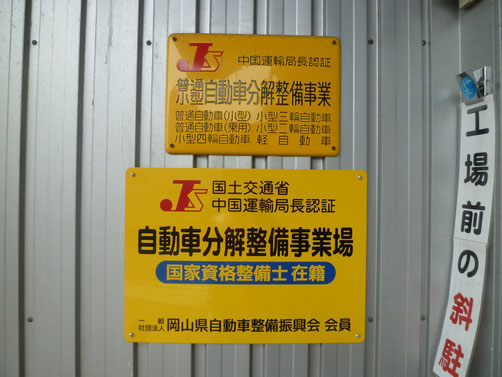 JS 中国運輸局長認証
普通
小型
自動車分解整備事業
普通自動車(小型) 小型三輪自動車
普通自動車(乗用) 小型二輪自動車
小型四輪自動車 軽自動車
JS 国土交通省
中国運輸局長認証
自動車分解整備事業場
国家資格整備士 在籍
一般
社団法人 岡山県自動車整備振興会 会員
工場前の斜駐